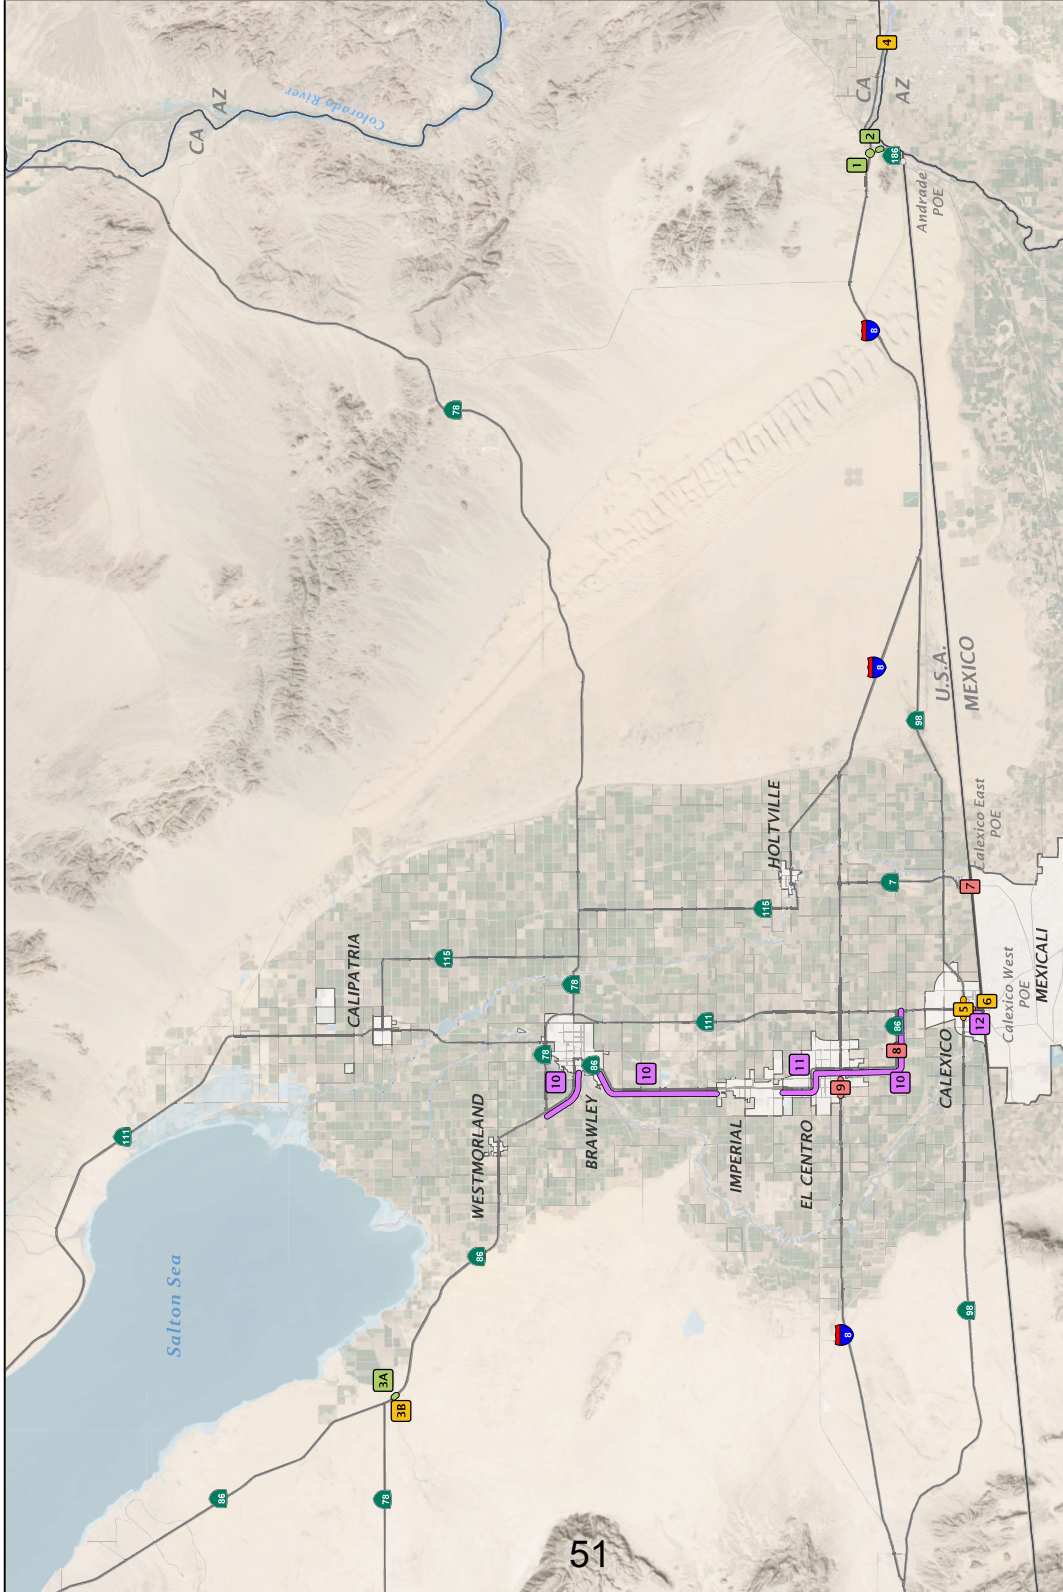 4
CA
AZ
CA
AZ
Colorado River
2
1
186
Andrade
POE
8
78
8
U.S.A.
MEXICO
98
HOLTVILLE
Calexico East
POE
7
7
115
CALIPATRIA
115
78
111
Calexico West
POE
MEXICALI
5
6
12
86
8
CALEXICO
78
86
10
10
11
9
10
WESTMORLAND
BRAWLEY
IMPERIAL
EL CENTRO
111
Salton Sea
86
98
8
3A
3B
86
78
51